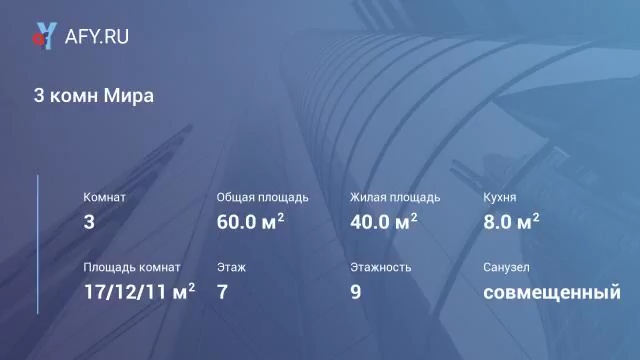 AFY.RU
3 комн Мира
Комнат
3
Общая площадь
60.0 м²
Жилая площадь
40.0 м²
Кухня
8.0 м²
Площадь комнат
17/12/11 м²
Этаж
7
Этажность
9
Санузел
совмещенный